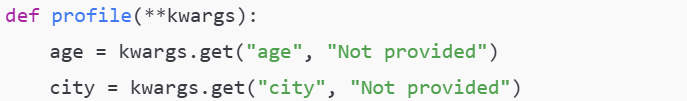 def profile(**kwargs):
    age = kwargs.get("age", "Not provided")
    city = kwargs.get("city", "Not provided")